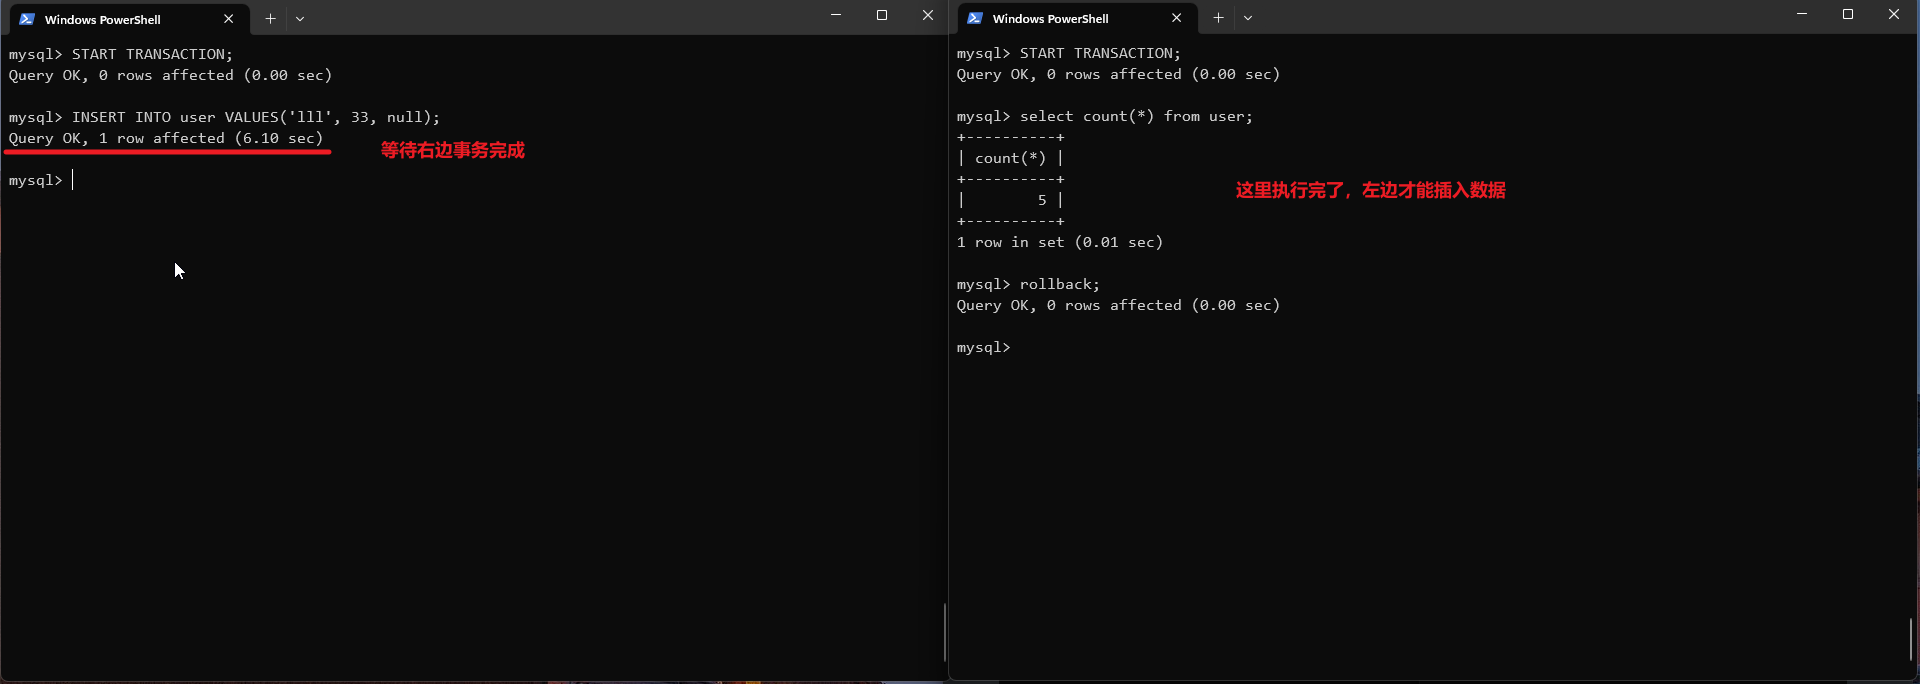 Windows PowerShell
mysql> START TRANSACTION;
Query OK, 0 rows affected (0.00 sec)
mysql> INSERT INTO user VALUES('lll', 33, null);
Query OK, 1 row affected (6.10 sec)
等待右边事务完成
mysql>
Windows PowerShell
mysql> START TRANSACTION;
Query OK, 0 rows affected (0.00 sec)
mysql> select count(*) from user;
+----------+
| count(*) |
+----------+
|        5 |
+----------+
1 row in set (0.01 sec)
这里执行完了，左边才能插入数据
mysql> rollback;
Query OK, 0 rows affected (0.00 sec)
mysql>